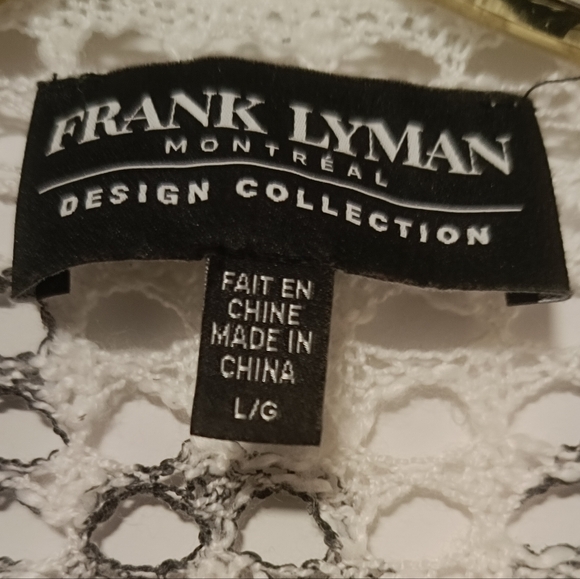 FRANK LYMAN
MONTRÉAL
DESIGN COLLECTION
FAIT EN
CHINE
MADE IN
CHINA
L/G